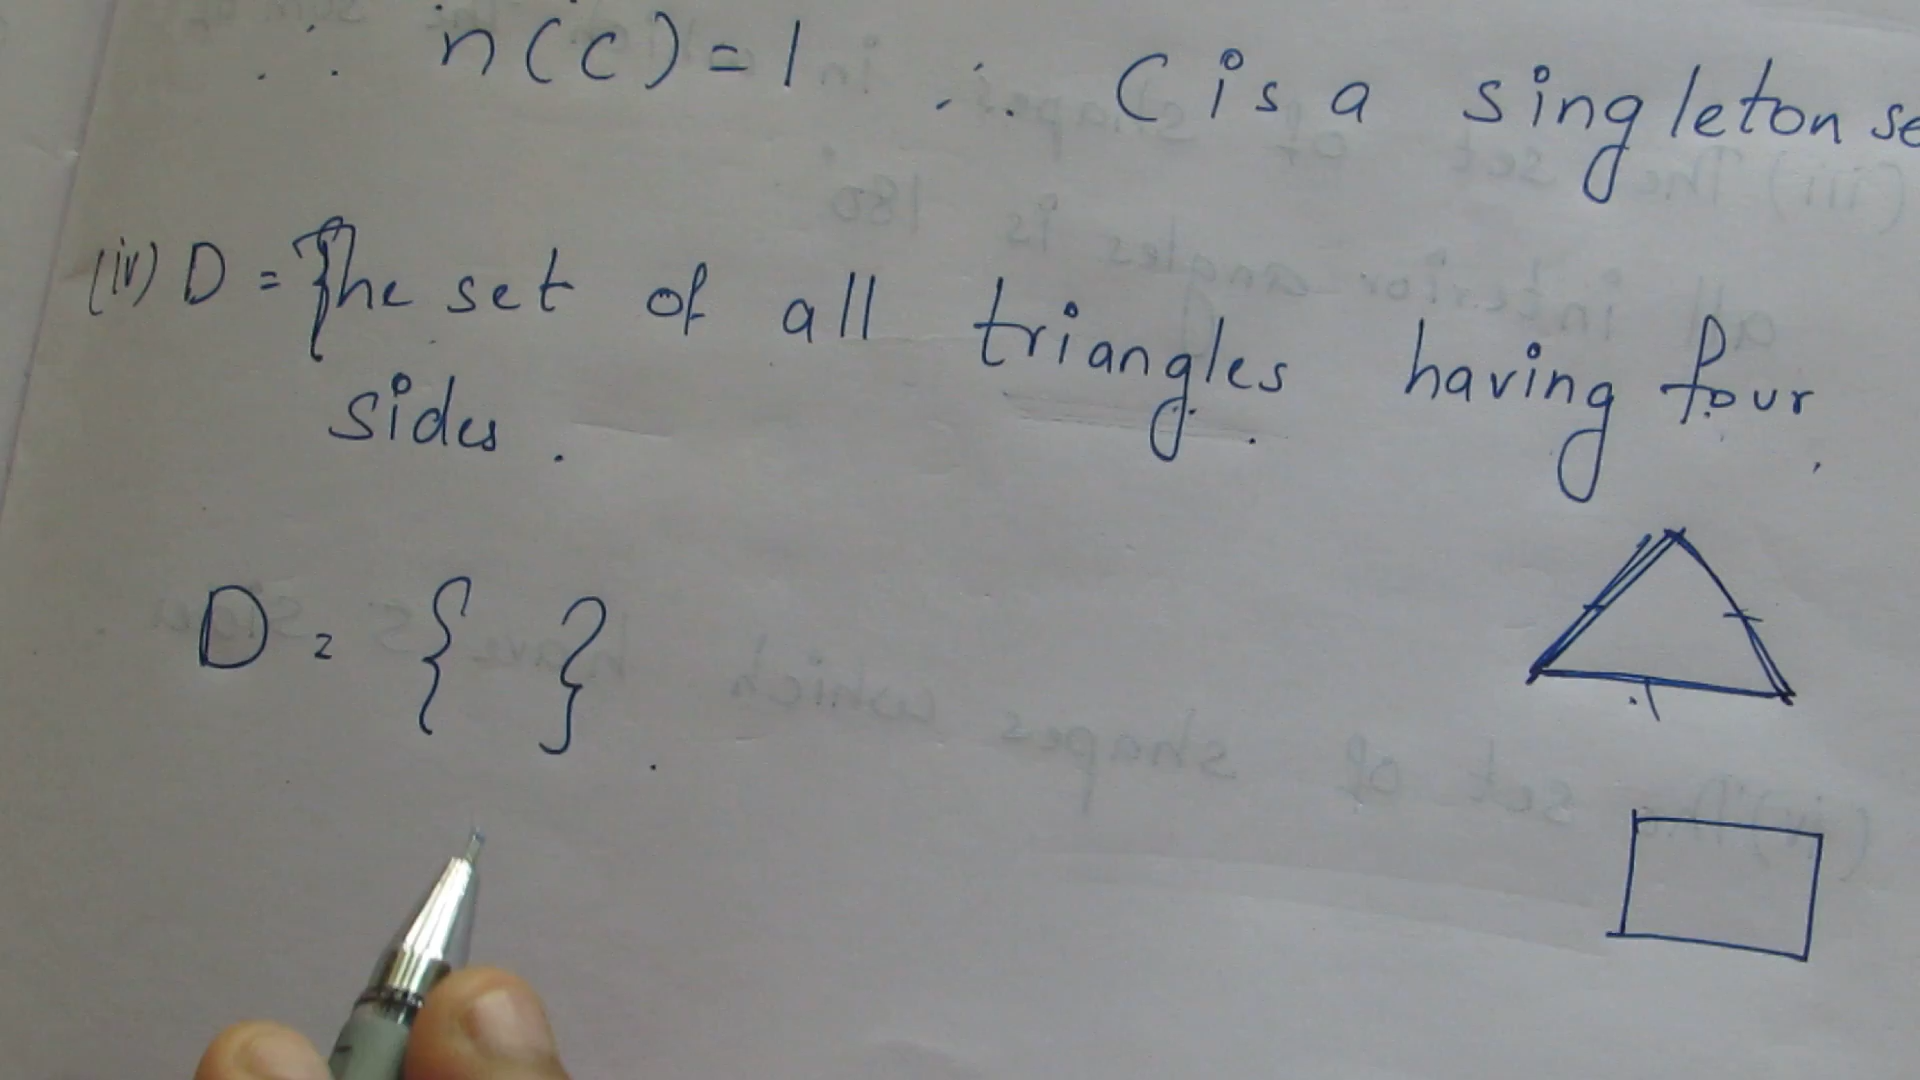 ∴ n(C)=1 ∴ C is a singleton se
(iv) D = {The set of all triangles having four
sides.
D = { }.